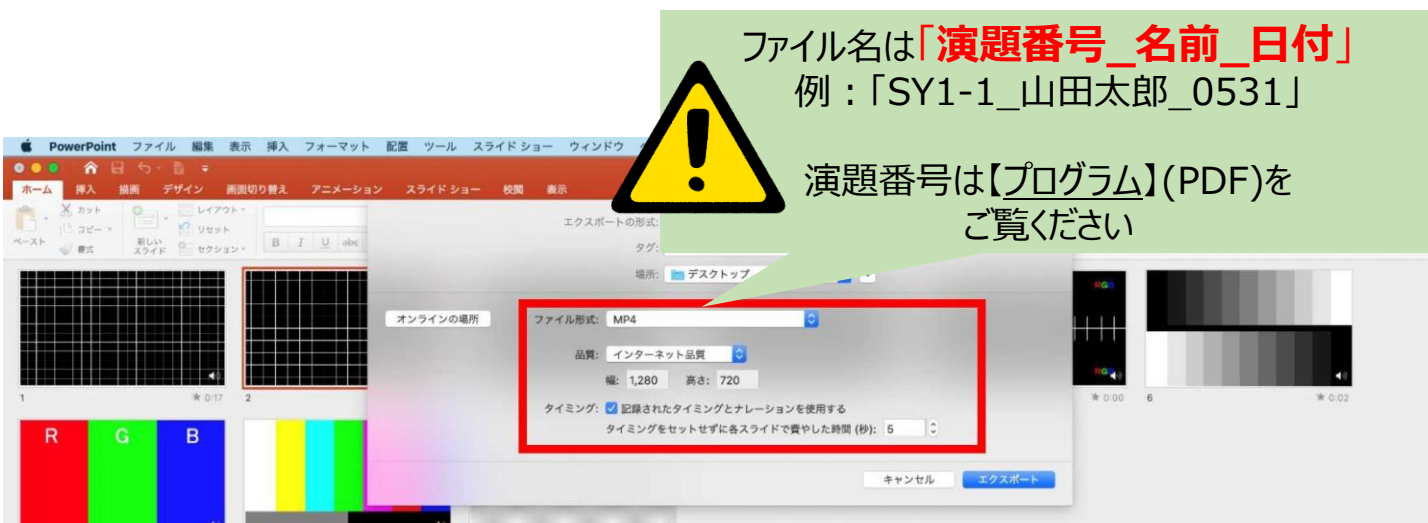 ファイル名は「演題番号_名前_日付」
例：「SY1-1_山田太郎_0531」
演題番号は【プログラム】(PDF)を
ご覧ください
PowerPoint ファイル 編集 表示 挿入 フォーマット 配置 ツール スライド ショー ウィンドウ
ホーム 挿入 描画 デザイン 画面切り替え アニメーション スライド ショー 校閲 表示
ペースト
カット
コピー
書式
新しい
スライド
レイアウト
リセット
セクション
B I U abc
エクスポートの形式:
タグ:
場所: デスクトップ
オンラインの場所
ファイル形式: MP4
品質: インターネット品質
幅: 1,280 高さ: 720
タイミング: 記録されたタイミングとナレーションを使用する
タイミングをセットせずに各スライドで費やした時間 (秒): 5
キャンセル エクスポート
1 0:17 2
0:00 6 0:02
R G B